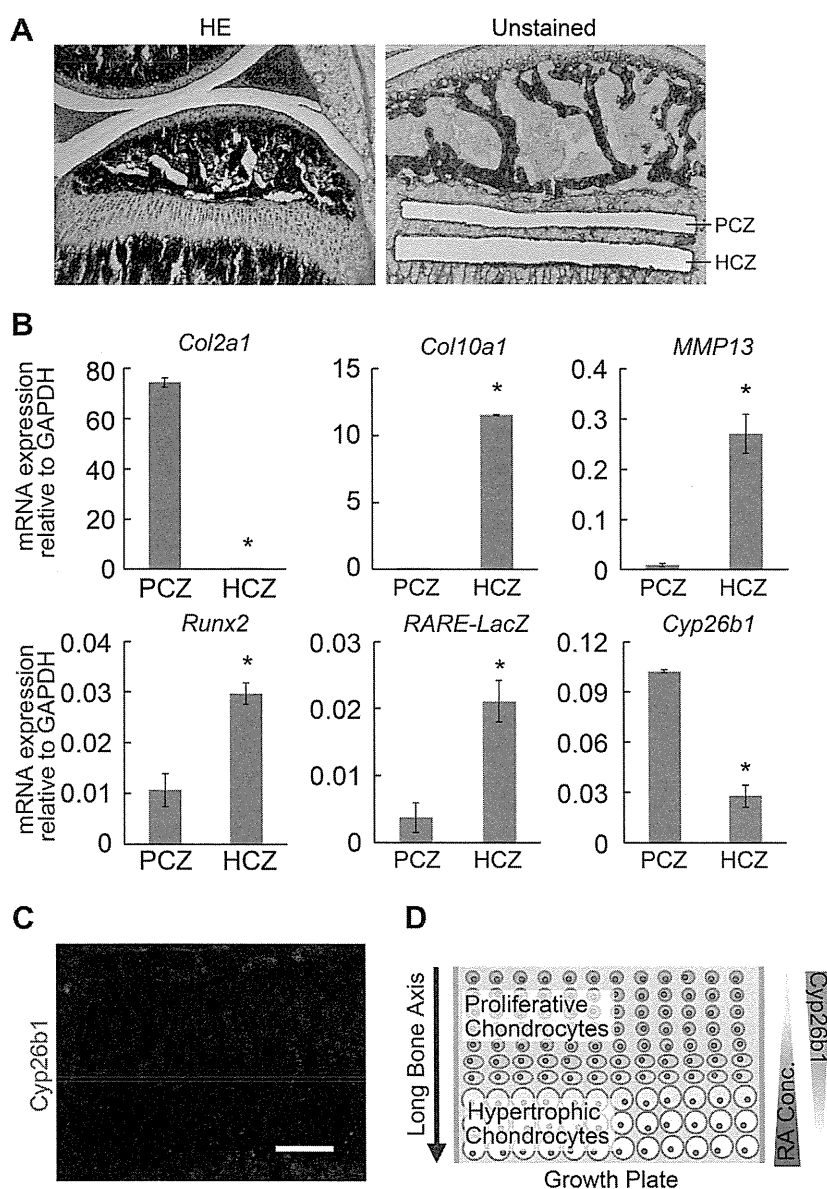 A
HE
Unstained
PCZ
HCZ
B
Col2a1
mRNA expression
relative to GAPDH
80
60
40
20
0
*
PCZ
HCZ
Col10a1
15
10
5
0
*
PCZ
HCZ
MMP13
0.4
0.3
0.2
0.1
0
*
PCZ
HCZ
Runx2
mRNA expression
relative to GAPDH
0.04
0.03
0.02
0.01
0
*
PCZ
HCZ
RARE-LacZ
0.03
0.02
0.01
0
*
PCZ
HCZ
Cyp26b1
0.12
0.09
0.06
0.03
0
*
PCZ
HCZ
C
Cyp26b1
D
Long Bone Axis
Proliferative
Chondrocytes
Hypertrophic
Chondrocytes
Growth Plate
RA Conc.
Cyp26b1